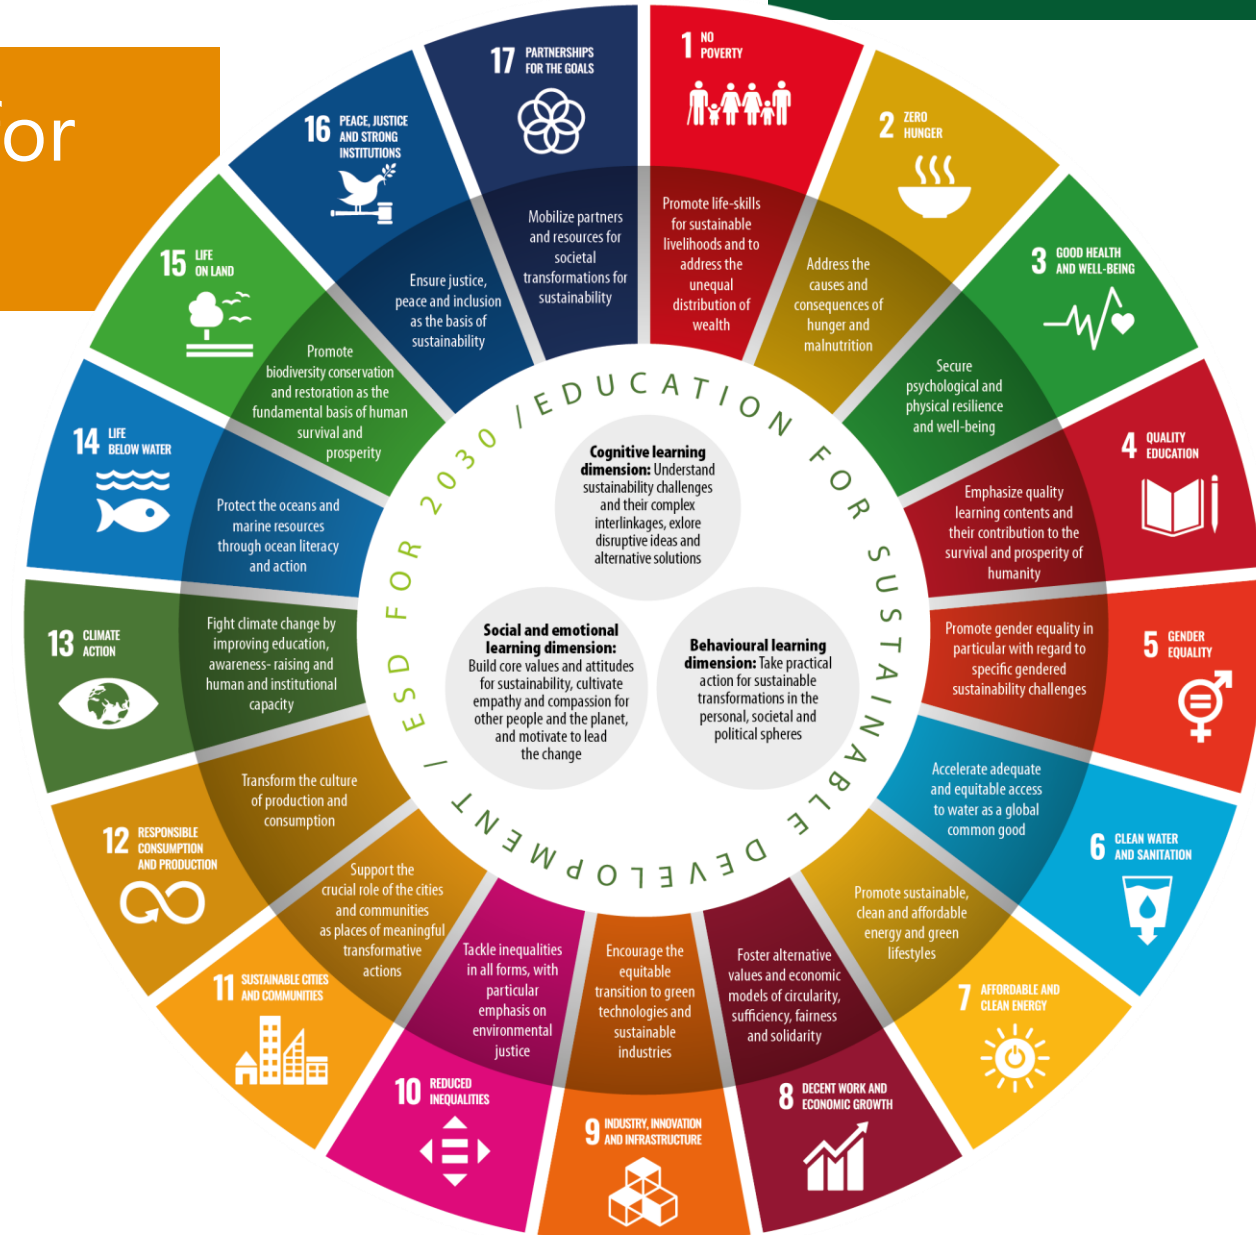 for
17 PARTNERSHIPS
FOR THE GOALS
Mobilize partners
and resources for
societal
transformations for
sustainability
1 NO
POVERTY
Promote life-skills
for sustainable
livelihoods and to
address the
unequal
distribution of
wealth
2 ZERO
HUNGER
Address the
causes and
consequences of
hunger and
malnutrition
3 GOOD HEALTH
AND WELL-BEING
Secure
psychological and
physical resilience
and well-being
4 QUALITY
EDUCATION
Emphasize quality
learning contents and
their contribution to the
survival and prosperity of
humanity
5 GENDER
EQUALITY
Promote gender equality in
particular with regard to
specific gendered
sustainability challenges
6 CLEAN WATER
AND SANITATION
Accelerate adequate
and equitable access
to water as a global
common good
7 AFFORDABLE AND
CLEAN ENERGY
Promote sustainable,
clean and affordable
energy and green
lifestyles
8 DECENT WORK AND
ECONOMIC GROWTH
Foster alternative
values and economic
models of circularity,
sufficiency, fairness
and solidarity
9 INDUSTRY, INNOVATION
AND INFRASTRUCTURE
Encourage the
equitable
transition to green
technologies and
sustainable
industries
10 REDUCED
INEQUALITIES
Tackle inequalities
in all forms, with
particular
emphasis on
environmental
justice
11 SUSTAINABLE CITIES
AND COMMUNITIES
Support the
crucial role of the cities
and communities
as places of meaningful
transformative
actions
12 RESPONSIBLE
CONSUMPTION
AND PRODUCTION
Transform the culture
of production and
consumption
13 CLIMATE
ACTION
Fight climate change by
improving education,
awareness- raising and
human and institutional
capacity
14 LIFE
BELOW WATER
Protect the oceans and
marine resources
through ocean literacy
and action
15 LIFE
ON LAND
Promote
biodiversity conservation
and restoration as the
fundamental basis of human
survival and
prosperity
16 PEACE, JUSTICE
AND STRONG
INSTITUTIONS
Ensure justice,
peace and inclusion
as the basis of
sustainability
/ EDUCATION FOR SUSTAINABLE DEVELOPMENT / ESD FOR 2030
Cognitive learning
dimension: Understand
sustainability challenges
and their complex
interlinkages, exlore
disruptive ideas and
alternative solutions
Social and emotional
learning dimension:
Build core values and attitudes
for sustainability, cultivate
empathy and compassion for
other people and the planet,
and motivate to lead
the change
Behavioural learning
dimension: Take practical
action for sustainable
transformations in the
personal, societal and
political spheres